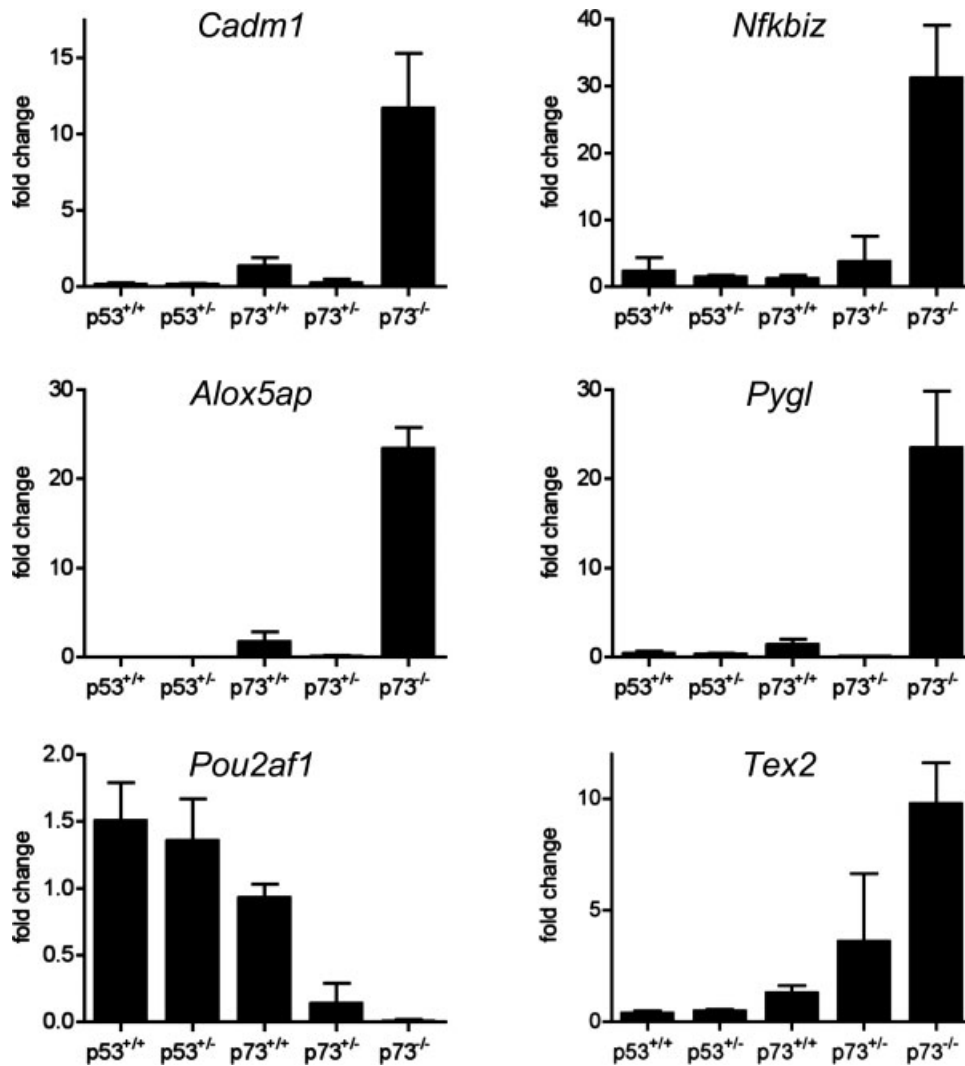 Cadm1
fold change
15
10
5
0
p53+/+ p53+/- p73+/+ p73+/- p73-/-
Nfkbiz
fold change
40
30
20
10
0
p53+/+ p53+/- p73+/+ p73+/- p73-/-
Alox5ap
fold change
30
20
10
0
p53+/+ p53+/- p73+/+ p73+/- p73-/-
Pygl
fold change
30
20
10
0
p53+/+ p53+/- p73+/+ p73+/- p73-/-
Pou2af1
fold change
2.0
1.5
1.0
0.5
0.0
p53+/+ p53+/- p73+/+ p73+/- p73-/-
Tex2
fold change
10
5
0
p53+/+ p53+/- p73+/+ p73+/- p73-/-